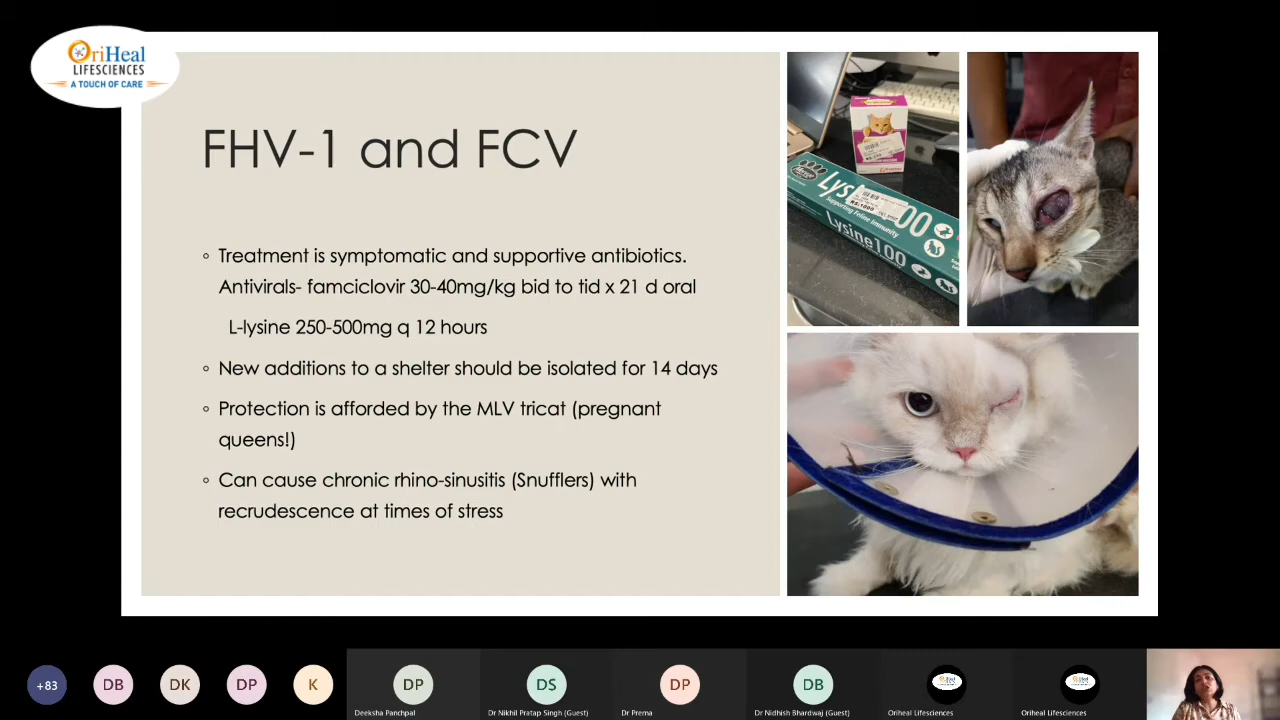 OriHeal
LIFESCIENCES
A TOUCH OF CARE
FHV-1 and FCV
◦ Treatment is symptomatic and supportive antibiotics.
Antivirals- famciclovir 30-40mg/kg bid to tid x 21 d oral
L-lysine 250-500mg q 12 hours
◦ New additions to a shelter should be isolated for 14 days
◦ Protection is afforded by the MLV tricat (pregnant
queens!)
◦ Can cause chronic rhino-sinusitis (Snufflers) with
recrudescence at times of stress
Supporting Feline Immunity
Lysine100
+83
DB
DK
DP
K
DP
Deeksha Panchpal
DS
Dr Nikhil Pratap Singh (Guest)
DP
Dr Prema
DB
Dr Nidhish Bhardwaj (Guest)
Oriheal Lifesciences
Oriheal Lifesciences